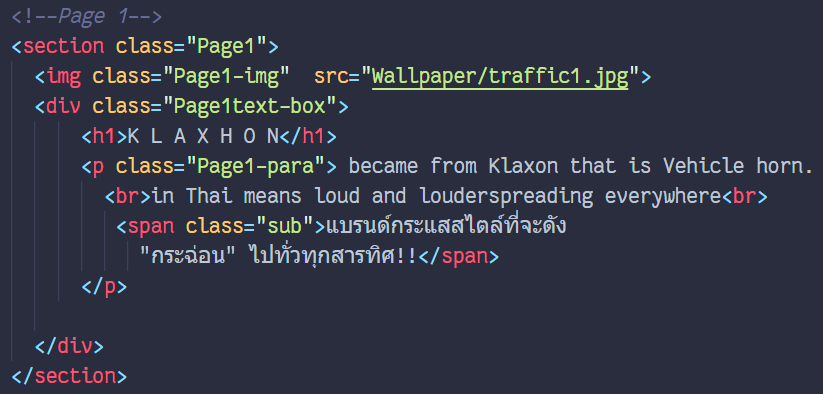 <!--Page 1-->
<section class="Page1">
<img class="Page1-img"  src="Wallpaper/traffic1.jpg">
<div class="Page1text-box">
<h1>K L A X H O N</h1>
<p class="Page1-para"> became from Klaxon that is Vehicle horn.
<br>in Thai means loud and louderspreading everywhere<br>
<span class="sub">แบรนด์กระแสสไตล์ที่จะดัง
"กระฉ่อน" ไปทั่วทุกสารทิศ!!</span>
</p>
</div>
</section>